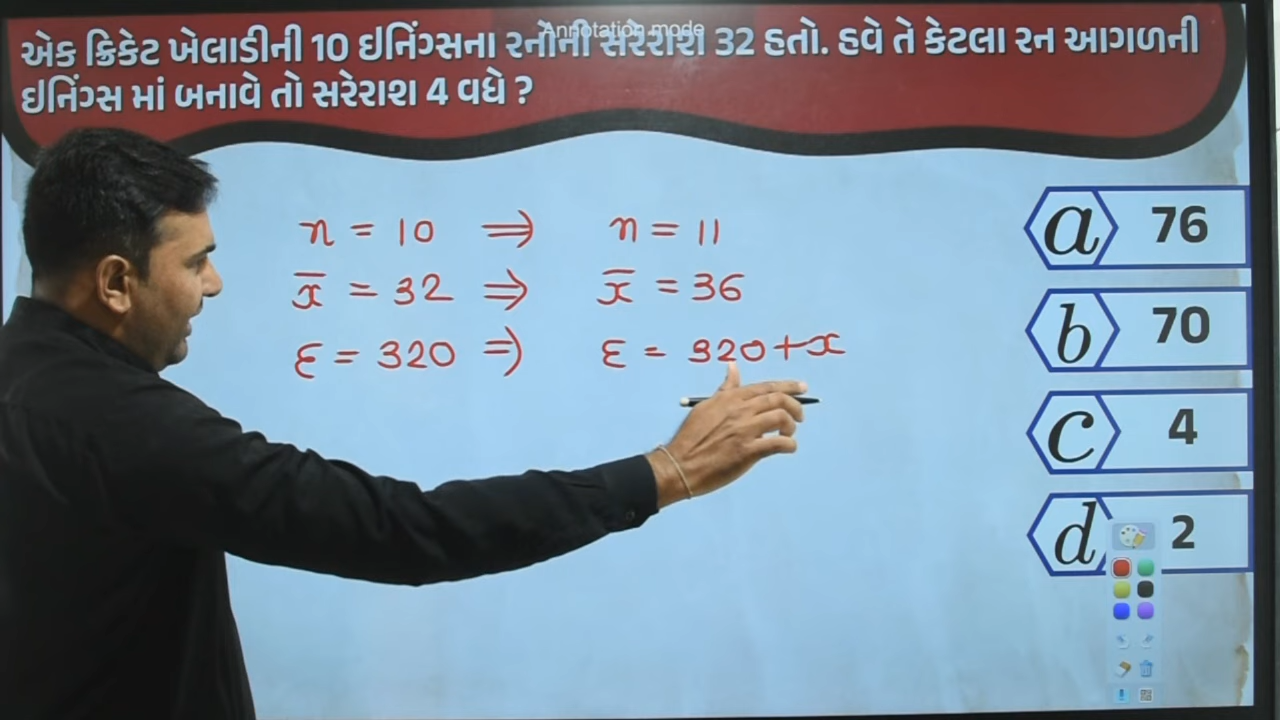 Annotation mode
એક ક્રિકેટ ખેલાડીની 10 ઇનિંગ્સના રનોની સરેરાશ 32 હતો. હવે તે કેટલા રન આગળની
ઇનિંગ્સ માં બનાવે તો સરેરાશ 4 વધે ?
n = 10 ⇒ n = 11
x̄ = 32 ⇒ x̄ = 36
ε = 320 ⇒ ε = 320+x
a 76
b 70
c 4
d 2